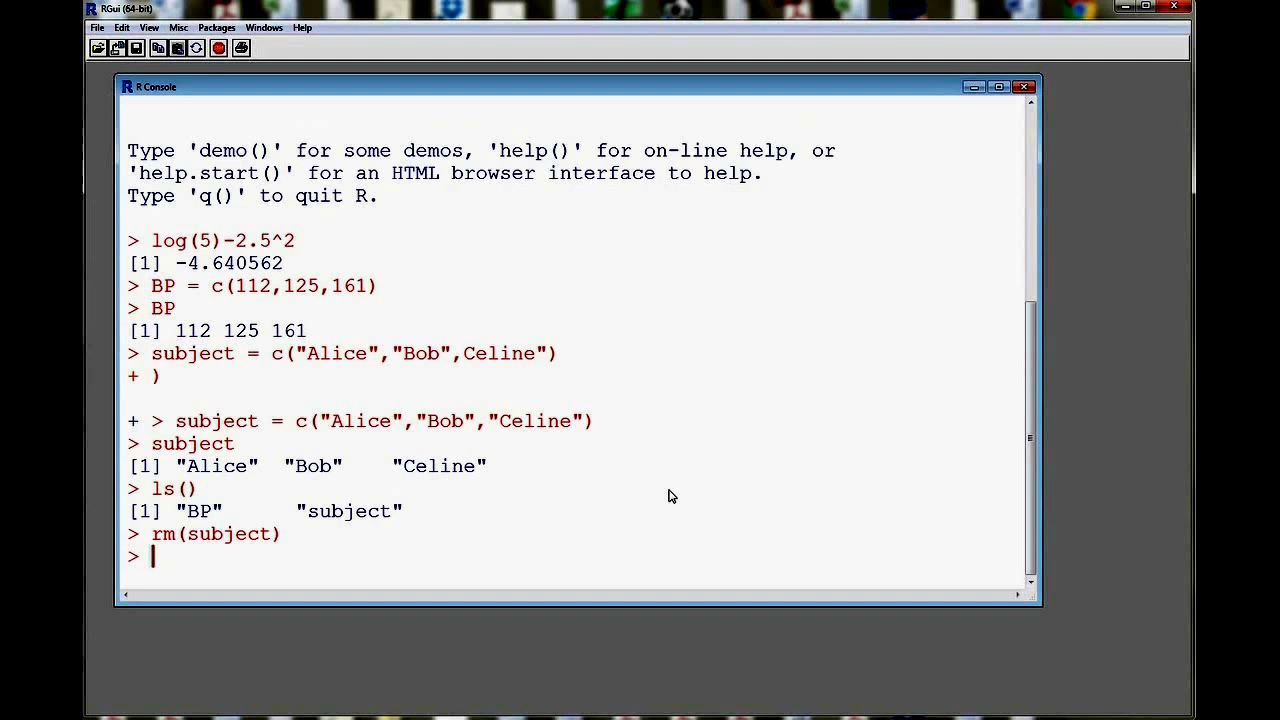 RGui (64-bit)
File Edit View Misc Packages Windows Help
R Console
Type 'demo()' for some demos, 'help()' for on-line help, or
'help.start()' for an HTML browser interface to help.
Type 'q()' to quit R.
> log(5)-2.5^2
[1] -4.640562
> BP = c(112,125,161)
> BP
[1] 112 125 161
> subject = c("Alice","Bob",Celine")
+ )
+ > subject = c("Alice","Bob","Celine")
> subject
[1] "Alice"  "Bob"    "Celine"
> ls()
[1] "BP"      "subject"
> rm(subject)
>